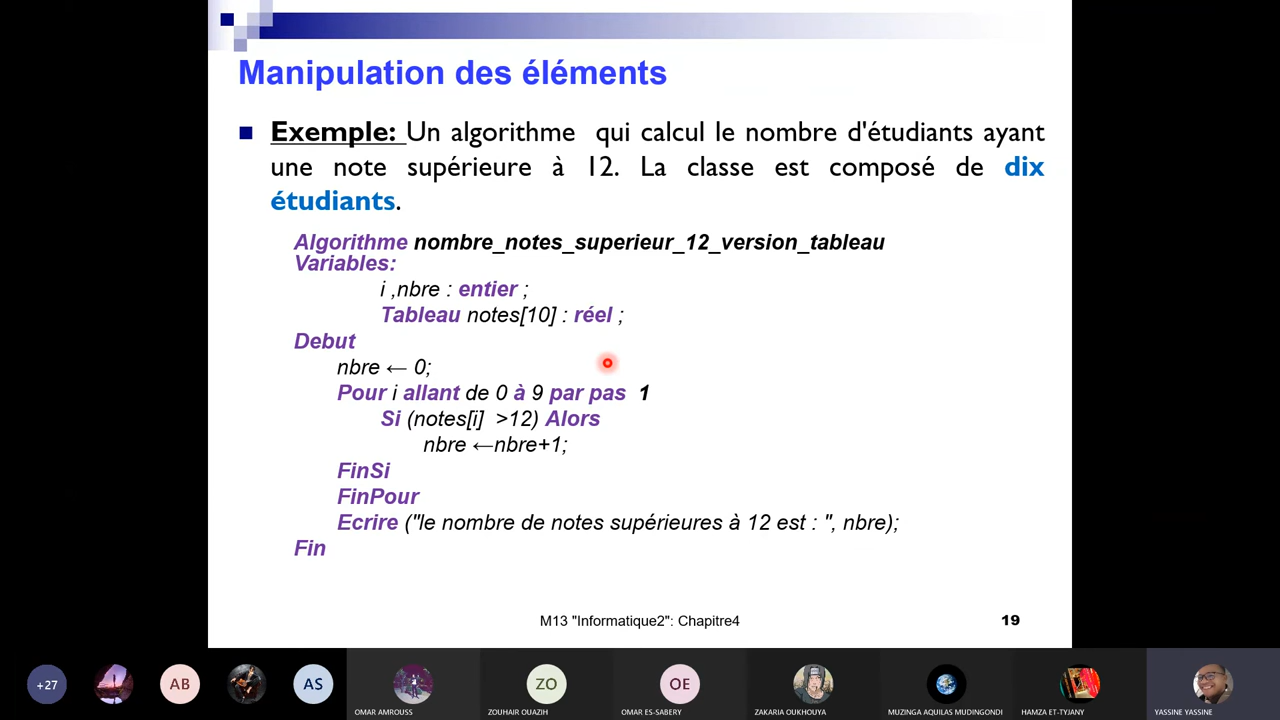 Manipulation des éléments
Exemple: Un algorithme qui calcul le nombre d'étudiants ayant
une note supérieure à 12. La classe est composé de dix
étudiants.
Algorithme nombre_notes_superieur_12_version_tableau
Variables:
i ,nbre : entier ;
Tableau notes[10] : réel ;
Debut
nbre ← 0;
Pour i allant de 0 à 9 par pas 1
Si (notes[i] >12) Alors
nbre ←nbre+1;
FinSi
FinPour
Ecrire ("le nombre de notes supérieures à 12 est : ", nbre);
Fin
M13 "Informatique2": Chapitre4 19
+27 AB AS ZO OE
OMAR AMROUSS ZOUHAIR OUAZIH OMAR ES-SABERY ZAKARIA OUKHOUYA MUZINGA AQUILAS MUDINGONDI HAMZA ET-TYJANY YASSINE YASSINE